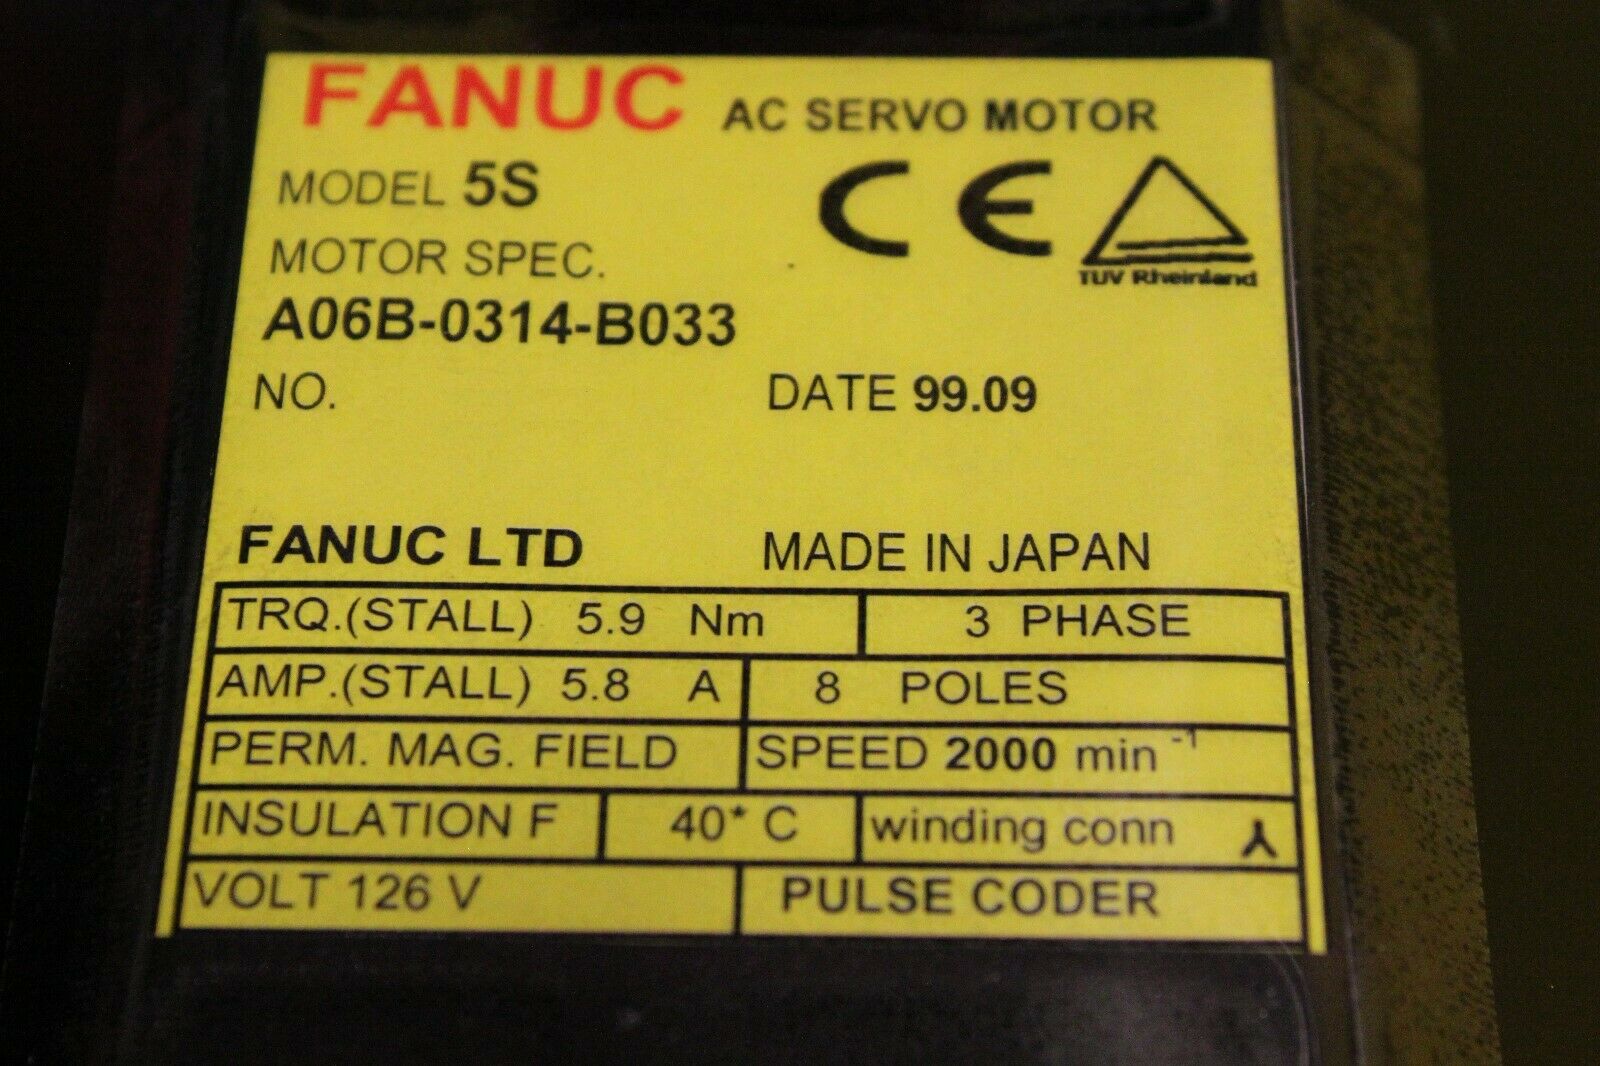 FANUC AC SERVO MOTOR
MODEL 5S
CE
TUV Rheinland
MOTOR SPEC.
A06B-0314-B033
NO. DATE 99.09
FANUC LTD MADE IN JAPAN
TRQ.(STALL) 5.9 Nm 3 PHASE
AMP.(STALL) 5.8 A 8 POLES
PERM. MAG. FIELD SPEED 2000 min -1
INSULATION F 40* C winding conn
VOLT 126 V PULSE CODER